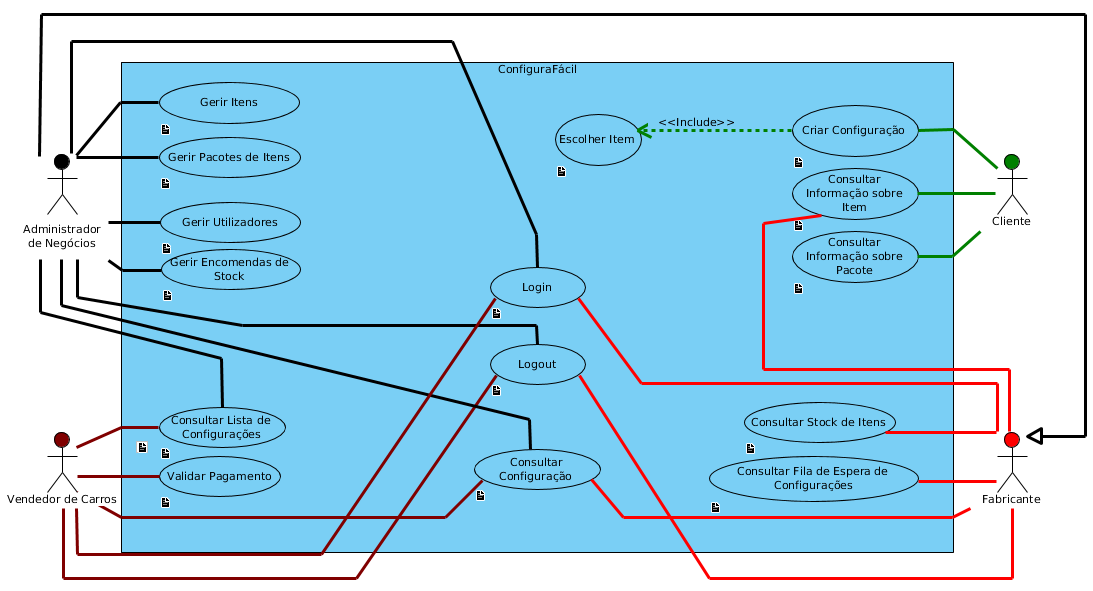 ConfiguraFácil
Gerir Itens
<<Include>>
Escolher Item
Criar Configuração
Gerir Pacotes de Itens
Consultar
Informação sobre
Item
Administrador
de Negócios
Cliente
Gerir Utilizadores
Consultar
Informação sobre
Pacote
Gerir Encomendas de
Stock
Login
Logout
Consultar Lista de
Configurações
Consultar Stock de Itens
Consultar
Configuração
Validar Pagamento
Consultar Fila de Espera de
Configurações
Vendedor de Carros
Fabricante